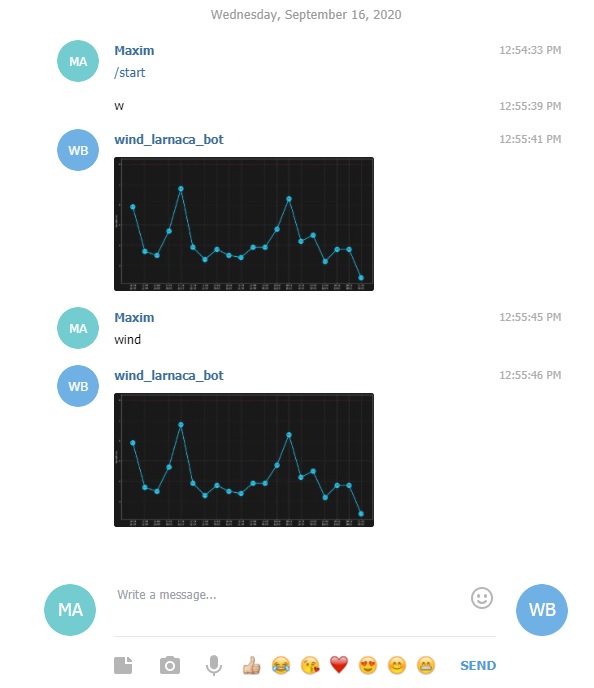 Wednesday, September 16, 2020
MA
Maxim
12:54:33 PM
/start
w
12:55:39 PM
WB
wind_larnaca_bot
12:55:41 PM
MA
Maxim
12:55:45 PM
wind
WB
wind_larnaca_bot
12:55:46 PM
MA
Write a message...
WB
SEND